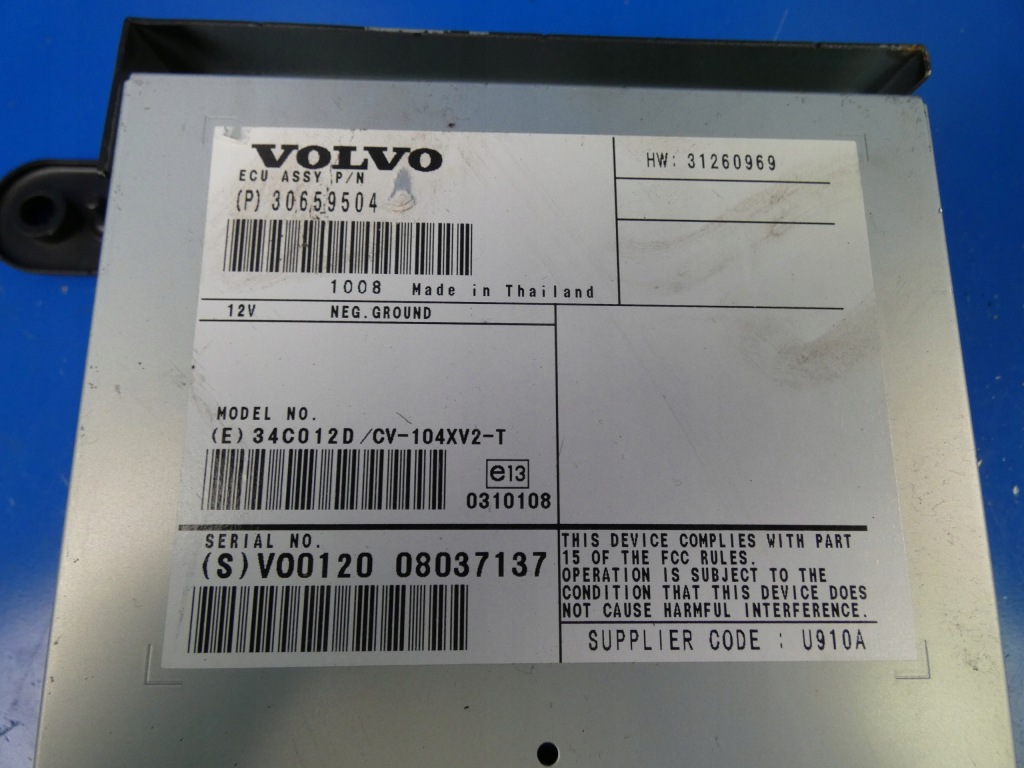 VOLVO
ECU ASSY P/N
(P) 30659504
HW: 31260969
1008 Made in Thailand
12V NEG.GROUND
MODEL NO.
(E) 34C012D/CV-104XV2-T
e13
0310108
SERIAL NO.
(S)VO0120 08037137
THIS DEVICE COMPLIES WITH PART
15 OF THE FCC RULES.
OPERATION IS SUBJECT TO THE
CONDITION THAT THIS DEVICE DOES
NOT CAUSE HARMFUL INTERFERENCE.
SUPPLIER CODE : U910A